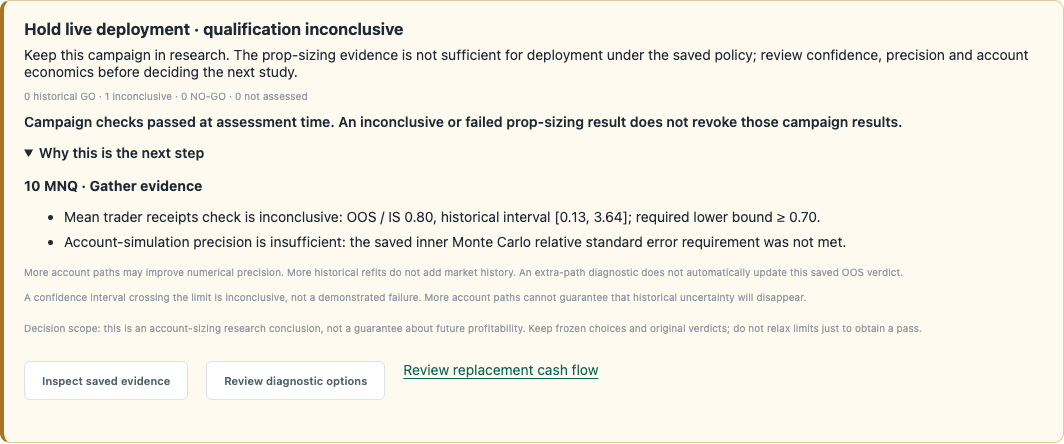 Hold live deployment · qualification inconclusive
Keep this campaign in research. The prop-sizing evidence is not sufficient for deployment under the saved policy; review confidence, precision and account
economics before deciding the next study.
0 historical GO · 1 inconclusive · 0 NO-GO · 0 not assessed
Campaign checks passed at assessment time. An inconclusive or failed prop-sizing result does not revoke those campaign results.
▼ Why this is the next step
10 MNQ · Gather evidence
• Mean trader receipts check is inconclusive: OOS / IS 0.80, historical interval [0.13, 3.64]; required lower bound ≥ 0.70.
• Account-simulation precision is insufficient: the saved inner Monte Carlo relative standard error requirement was not met.
More account paths may improve numerical precision. More historical refits do not add market history. An extra-path diagnostic does not automatically update this saved OOS verdict.
A confidence interval crossing the limit is inconclusive, not a demonstrated failure. More account paths cannot guarantee that historical uncertainty will disappear.
Decision scope: this is an account-sizing research conclusion, not a guarantee about future profitability. Keep frozen choices and original verdicts; do not relax limits just to obtain a pass.
Inspect saved evidence
Review diagnostic options
Review replacement cash flow